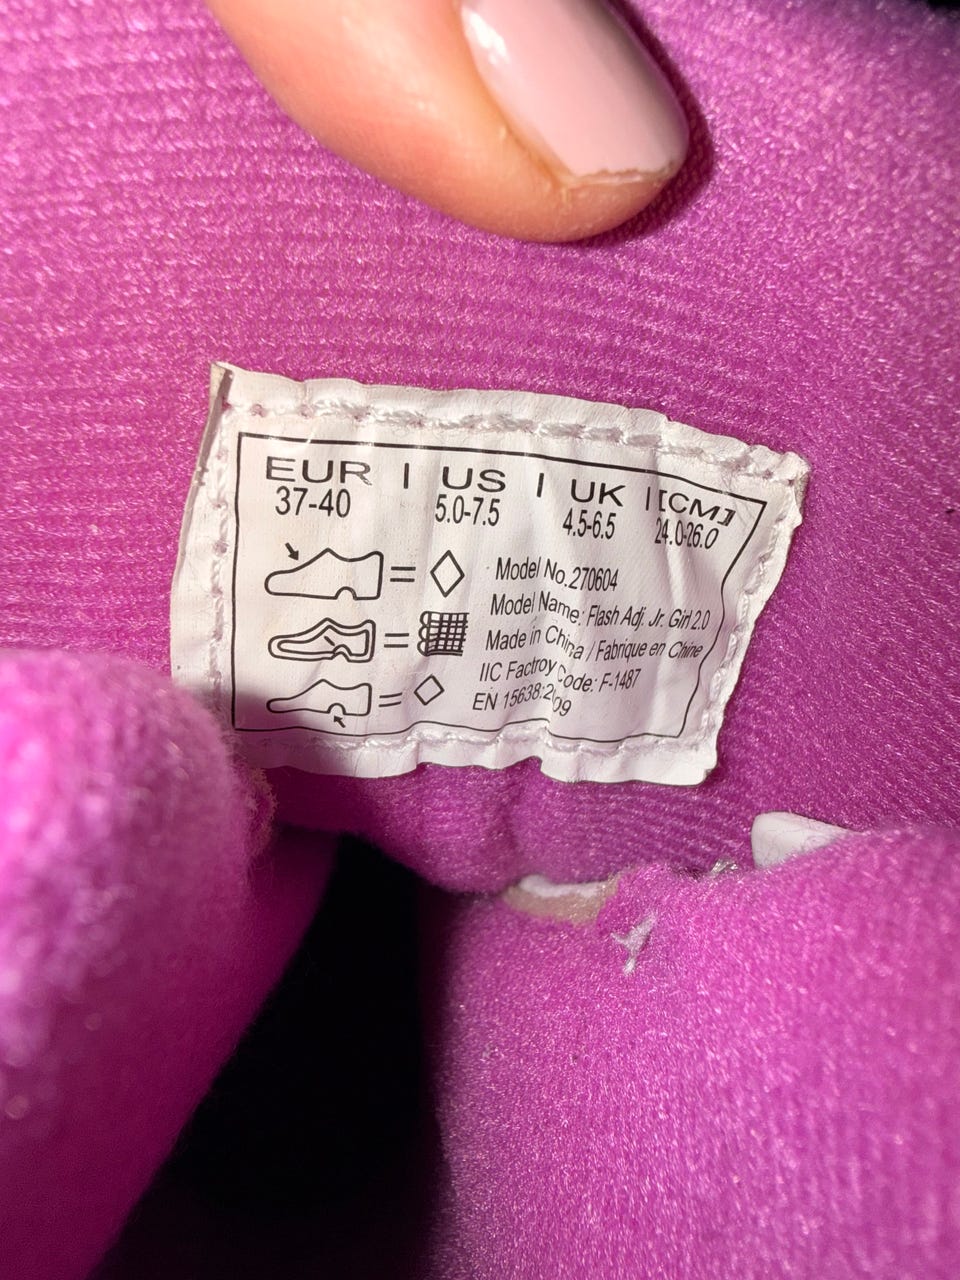 EUR | US | UK | [CM]
37-40 5.0-7.5 4.5-6.5 24.0-26.0
Model No.270604
Model Name: Flash Adj. Jr. Girl 2.0
Made in China / Fabrique en Chine
IIC Factroy Code: F-1487
EN 15638:2009